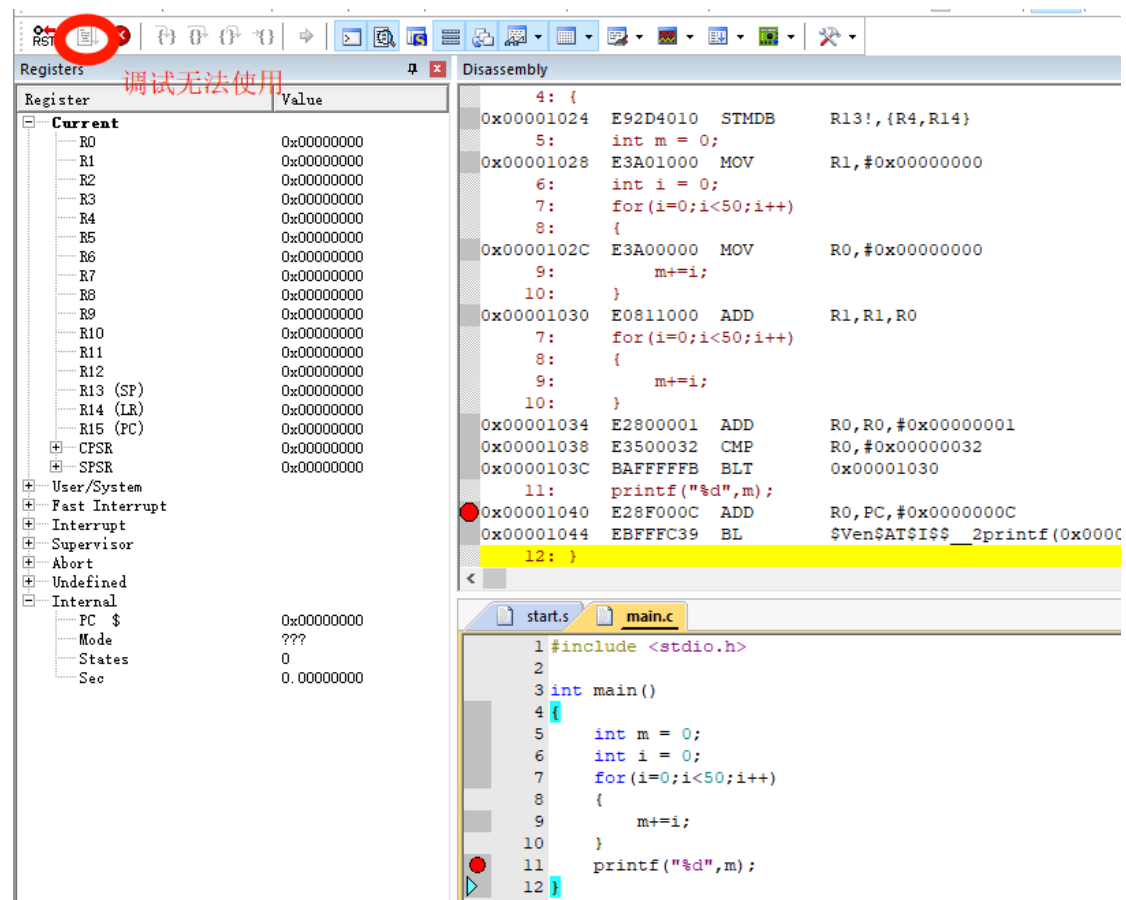 RST
Registers
调试无法使用
Register Value
Current
R0 0x00000000
R1 0x00000000
R2 0x00000000
R3 0x00000000
R4 0x00000000
R5 0x00000000
R6 0x00000000
R7 0x00000000
R8 0x00000000
R9 0x00000000
R10 0x00000000
R11 0x00000000
R12 0x00000000
R13 (SP) 0x00000000
R14 (LR) 0x00000000
R15 (PC) 0x00000000
CPSR 0x00000000
SPSR 0x00000000
User/System
Fast Interrupt
Interrupt
Supervisor
Abort
Undefined
Internal
PC $ 0x00000000
Mode ???
States 0
Sec 0.00000000
Disassembly
4: {
0x00001024 E92D4010 STMDB R13!,{R4,R14}
5: int m = 0;
0x00001028 E3A01000 MOV R1,#0x00000000
6: int i = 0;
7: for(i=0;i<50;i++)
8: {
0x0000102C E3A00000 MOV R0,#0x00000000
9: m+=i;
10: }
0x00001030 E0811000 ADD R1,R1,R0
7: for(i=0;i<50;i++)
8: {
9: m+=i;
10: }
0x00001034 E2800001 ADD R0,R0,#0x00000001
0x00001038 E3500032 CMP R0,#0x00000032
0x0000103C BAFFFFFB BLT 0x00001030
11: printf("%d",m);
0x00001040 E28F000C ADD R0,PC,#0x0000000C
0x00001044 EBFFFC39 BL $Ven$AT$I$$__2printf(0x0000
12: }
start.s main.c
1 #include <stdio.h>
2
3 int main()
4 {
5 int m = 0;
6 int i = 0;
7 for(i=0;i<50;i++)
8 {
9 m+=i;
10 }
11 printf("%d",m);
12 }